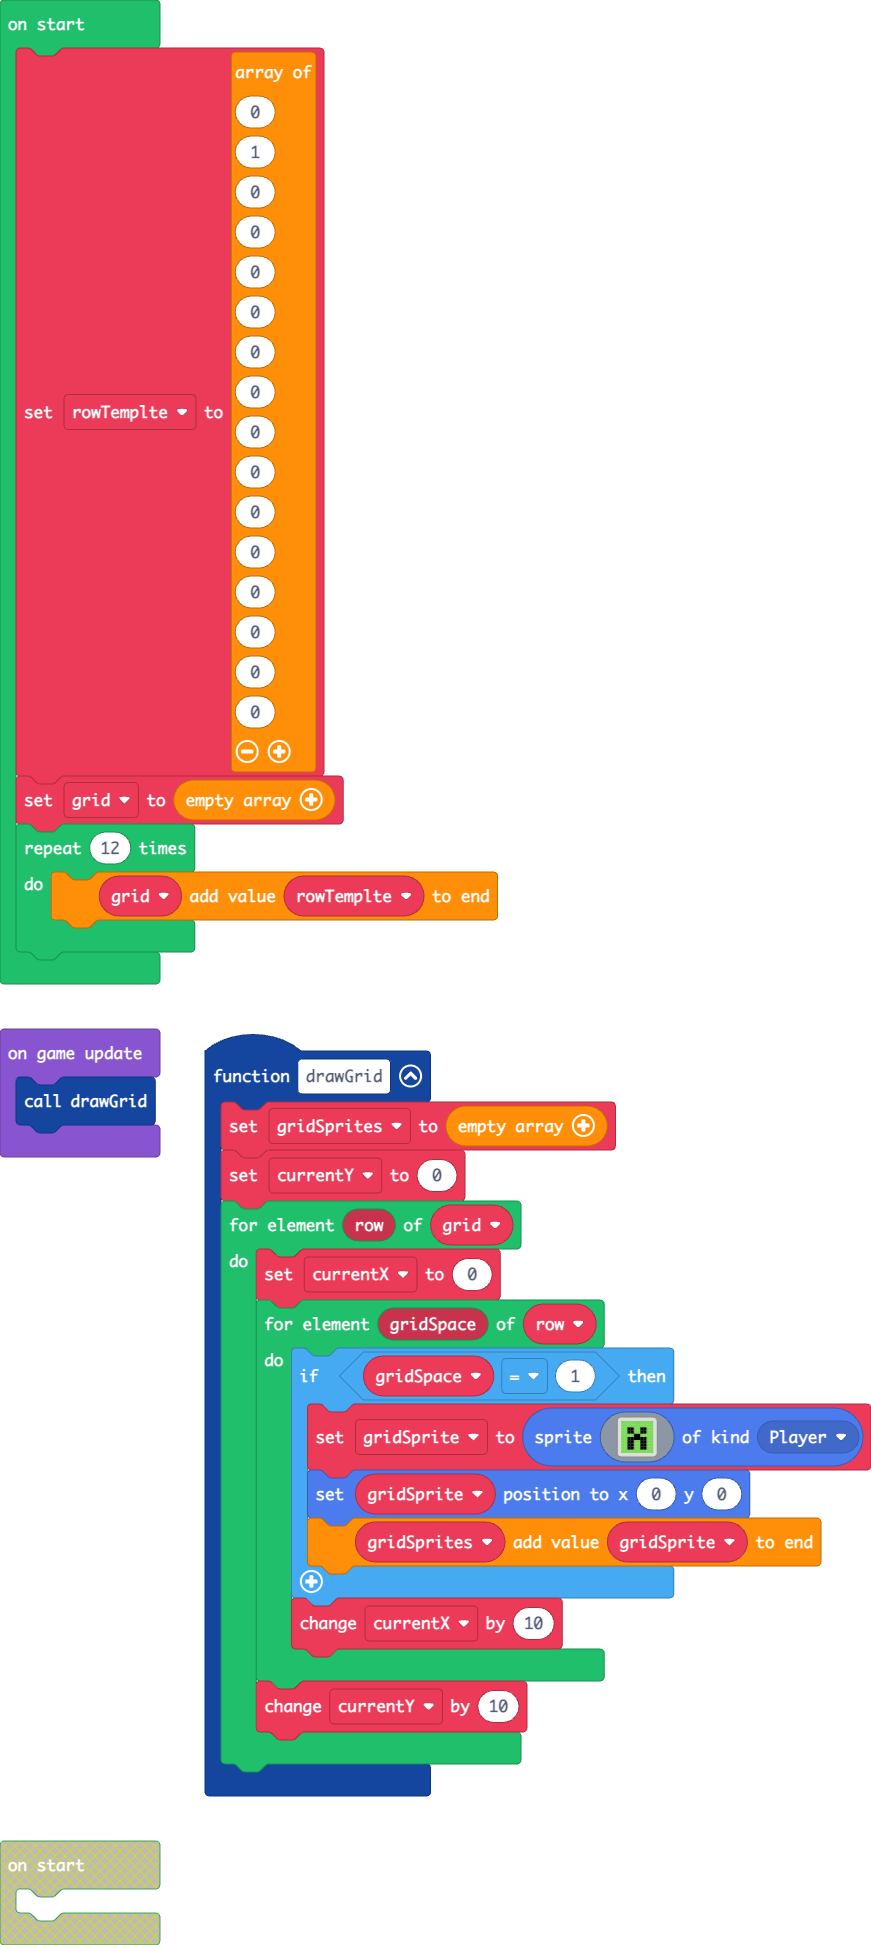 on start
array of
0
1
0
0
0
0
0
0
set rowTemplte to
0
0
0
0
0
0
0
0
set grid to empty array
repeat 12 times
do
grid add value rowTemplte to end
on game update
call drawGrid
function drawGrid
set gridSprites to empty array
set currentY to 0
for element row of grid
do
set currentX to 0
for element gridSpace of row
do
if gridSpace = 1 then
set gridSprite to sprite of kind Player
set gridSprite position to x 0 y 0
gridSprites add value gridSprite to end
change currentX by 10
change currentY by 10
on start